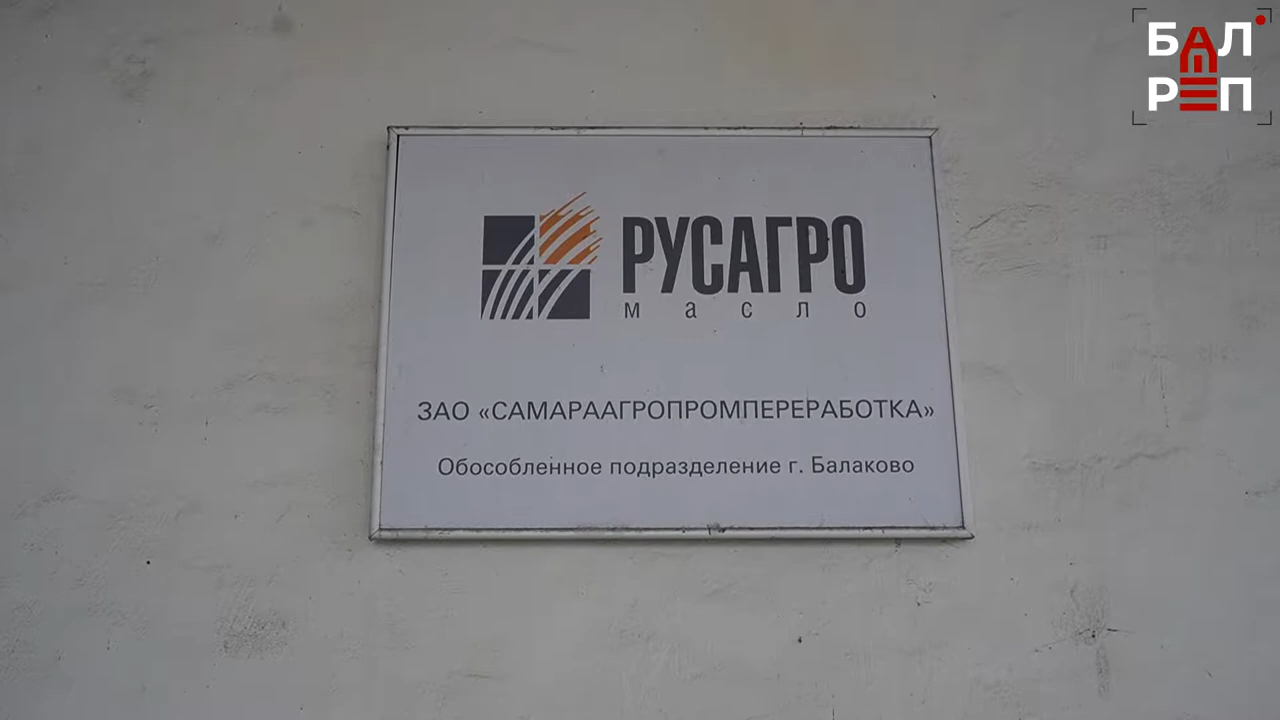 БАЛ
РЕП
РУСАГРО
масло
ЗАО «САМАРААГРОПРОМПЕРЕРАБОТКА»
Обособленное подразделение г. Балаково